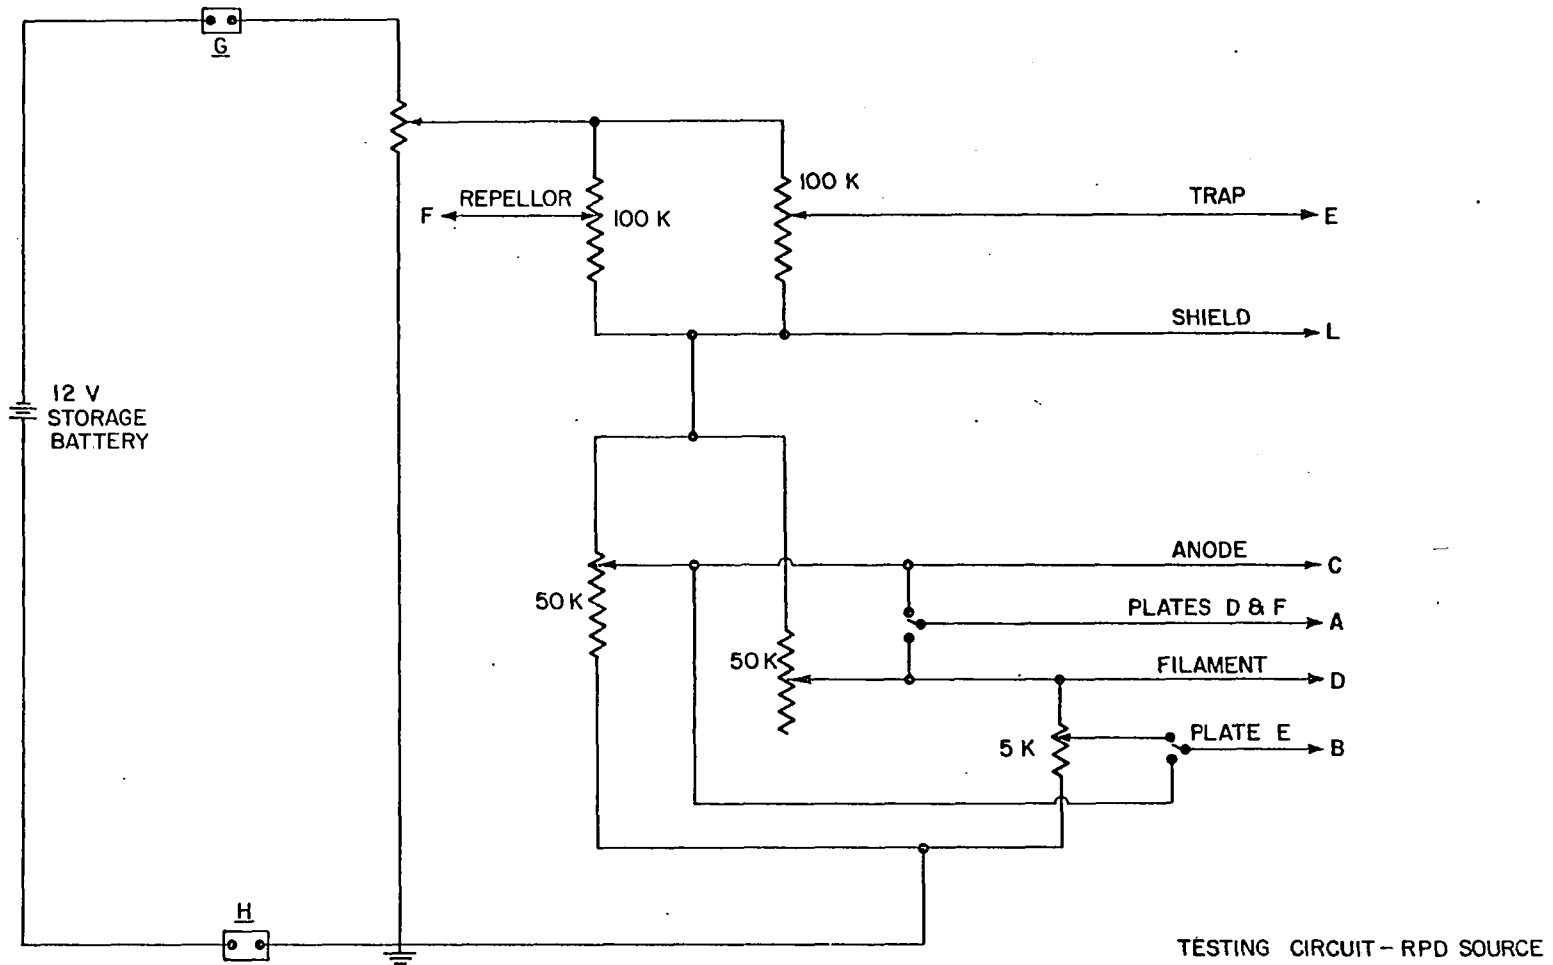 G
REPELLOR
F
100 K
100 K
TRAP
E
SHIELD
L
12 V
STORAGE
BATTERY
ANODE
C
50 K
PLATES D & F
A
50 K
FILAMENT
D
5 K
PLATE E
B
H
TESTING CIRCUIT - RPD SOURCE